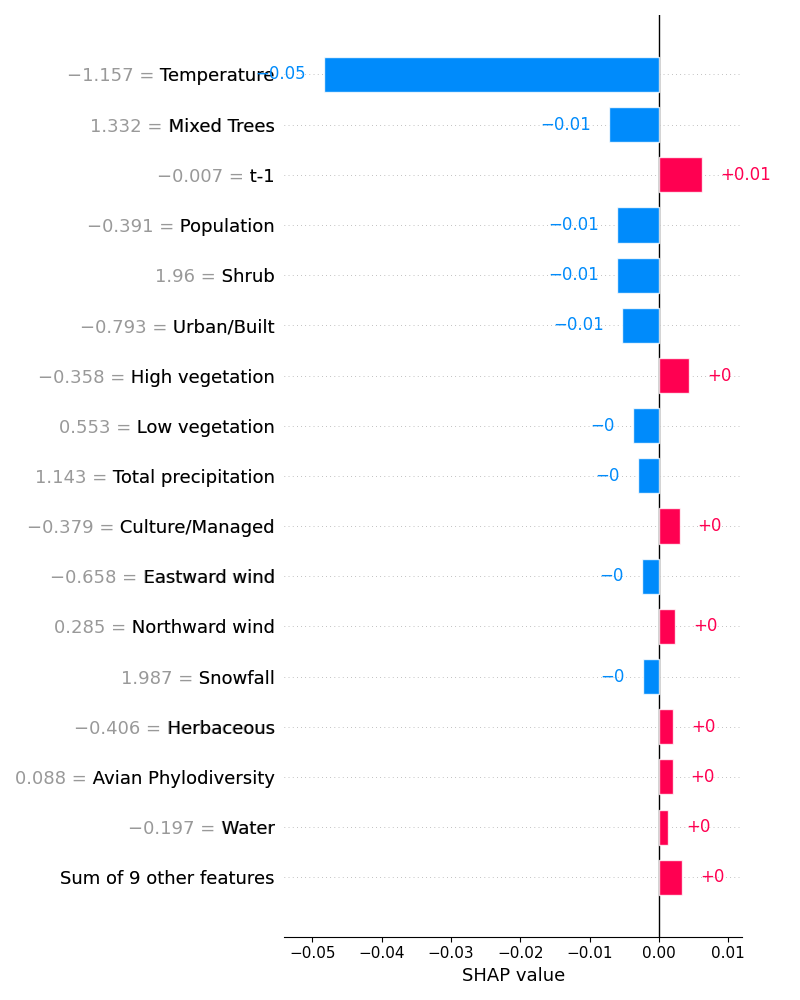 −1.157 = Temperature −0.05
1.332 = Mixed Trees −0.01
−0.007 = t-1 +0.01
−0.391 = Population −0.01
1.96 = Shrub −0.01
−0.793 = Urban/Built −0.01
−0.358 = High vegetation +0
0.553 = Low vegetation −0
1.143 = Total precipitation −0
−0.379 = Culture/Managed +0
−0.658 = Eastward wind −0
0.285 = Northward wind +0
1.987 = Snowfall −0
−0.406 = Herbaceous +0
0.088 = Avian Phylodiversity +0
−0.197 = Water +0
Sum of 9 other features +0
−0.05 −0.04 −0.03 −0.02 −0.01 0.00 0.01
SHAP value